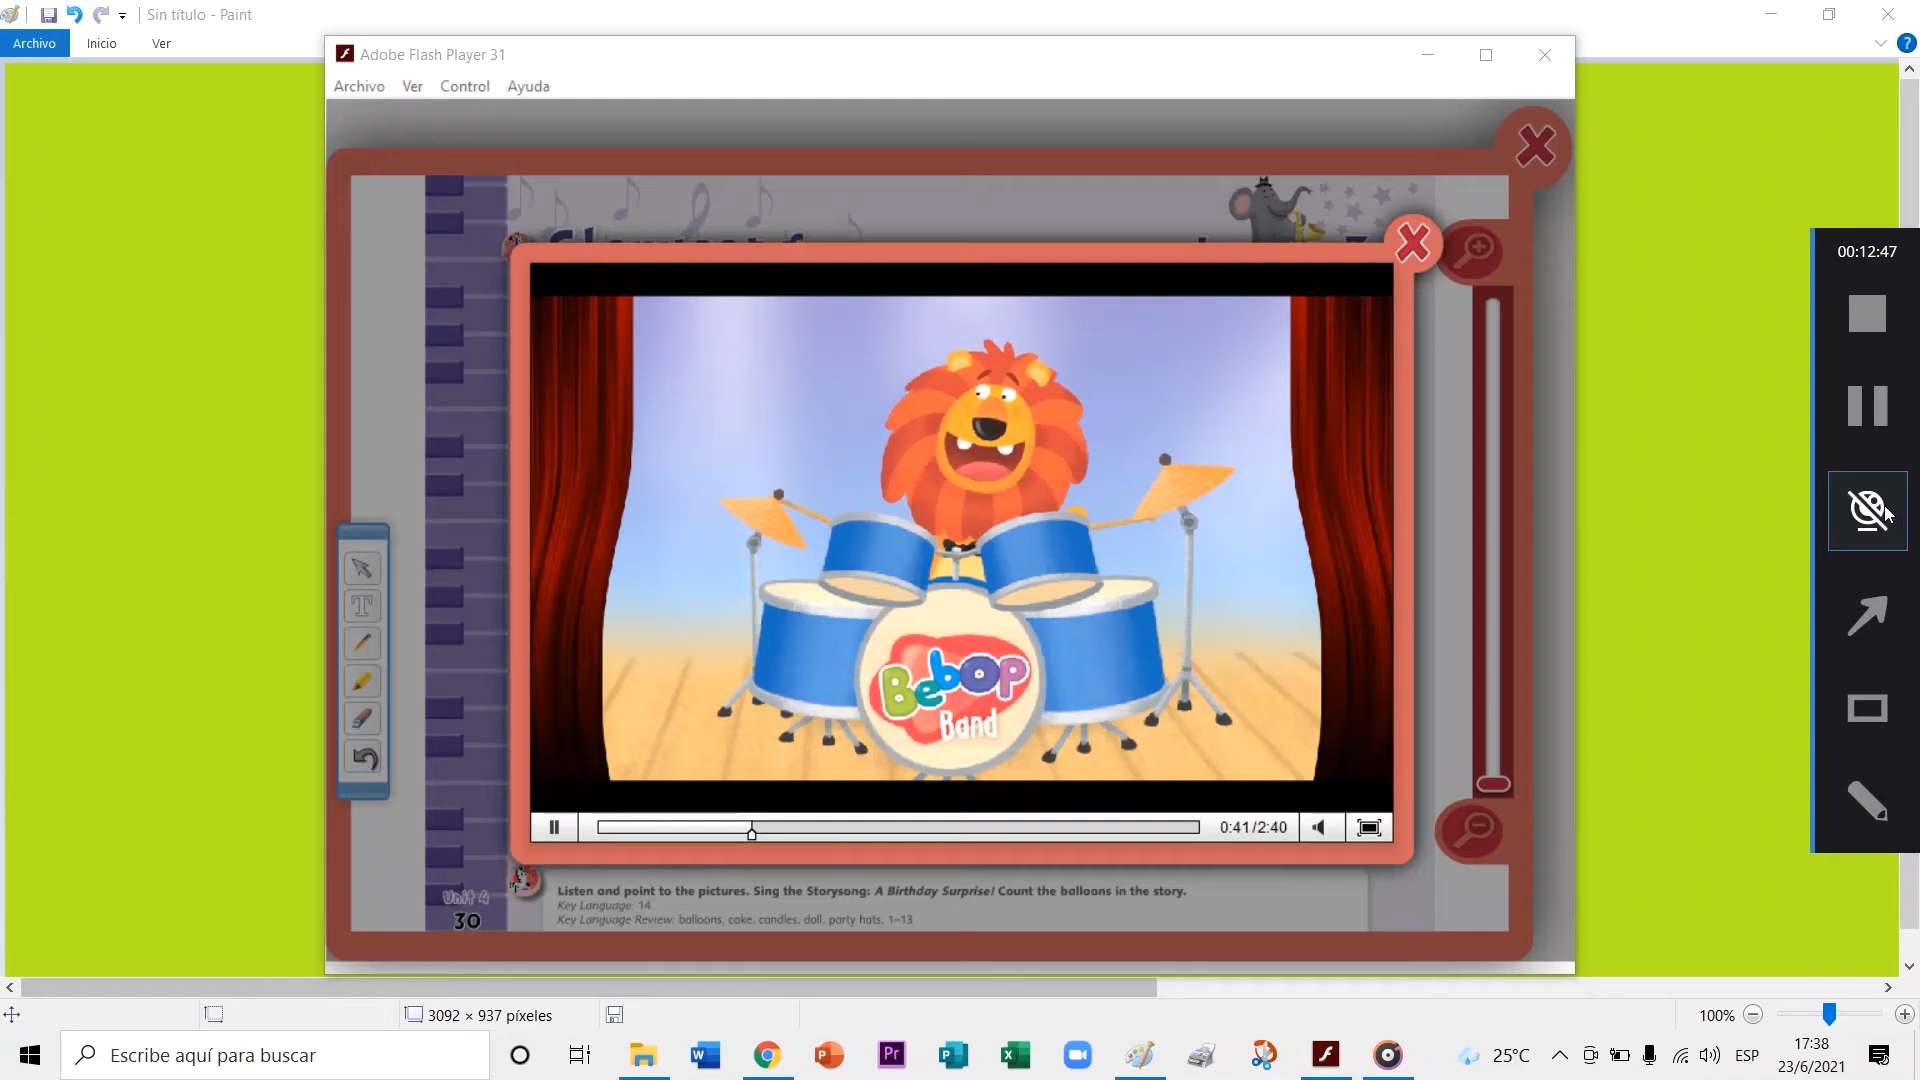 Sin título - Paint
Archivo Inicio Ver
Adobe Flash Player 31
Archivo Ver Control Ayuda
00:12:47
Bebop
Band
0:41/2:40
Listen and point to the pictures. Sing the Storysong: A Birthday Surprise! Count the balloons in the story.
Key Language: 14
Key Language Review: balloons, cake, candles, doll, party hats, 1–13
Unit 4
30
3092 × 937 píxeles
100%
Escribe aquí para buscar
25°C
ESP
17:38
23/6/2021